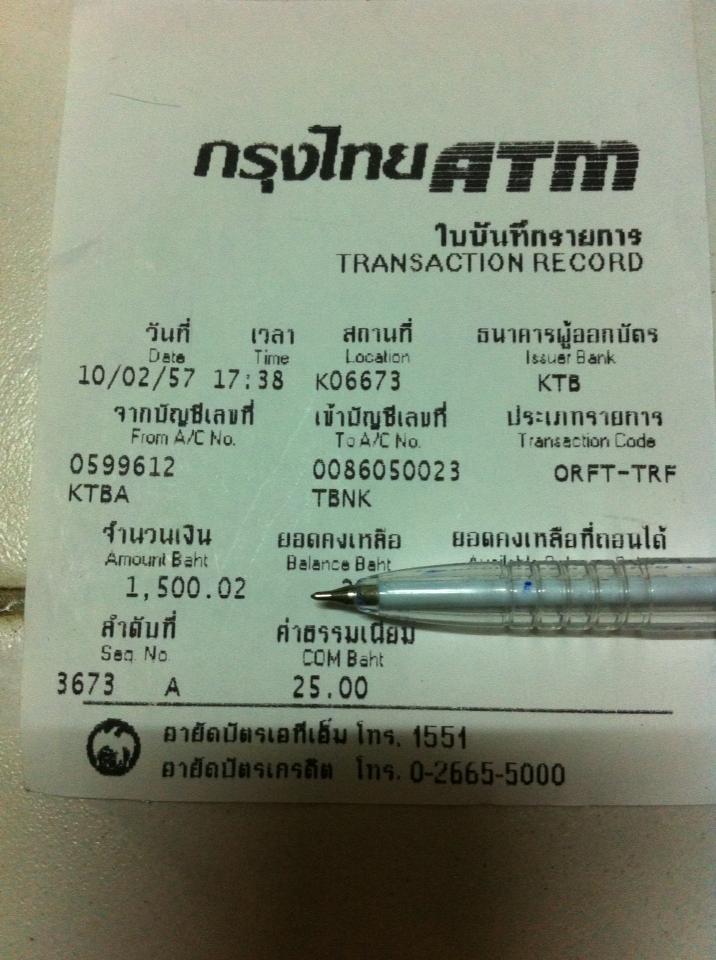 กรุงไทย ATM
ใบบันทึกรายการ
TRANSACTION RECORD
วันที่ เวลา สถานที่ ธนาคารผู้ออกบัตร
Date Time Location Issuer Bank
10/02/57 17:38 K06673 KTB
จากบัญชีเลขที่ เข้าบัญชีเลขที่ ประเภทรายการ
From A/C No. To A/C No. Transaction Code
0599612 0086050023 ORFT-TRF
KTBA TBNK
จำนวนเงิน ยอดคงเหลือ ยอดคงเหลือที่ถอนได้
Amount Baht Balance Baht
1,500.02
ลำดับที่ ค่าธรรมเนียม
Seq. No. COM Baht
3673 A 25.00
อายัดบัตรเอทีเอ็ม โทร. 1551
อายัดบัตรเครดิต โทร. 0-2665-5000